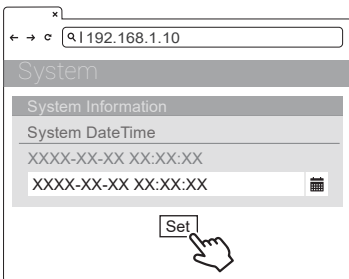 192.168.1.10
System
System Information
System DateTime
XXXX-XX-XX XX:XX:XX
XXXX-XX-XX XX:XX:XX
Set